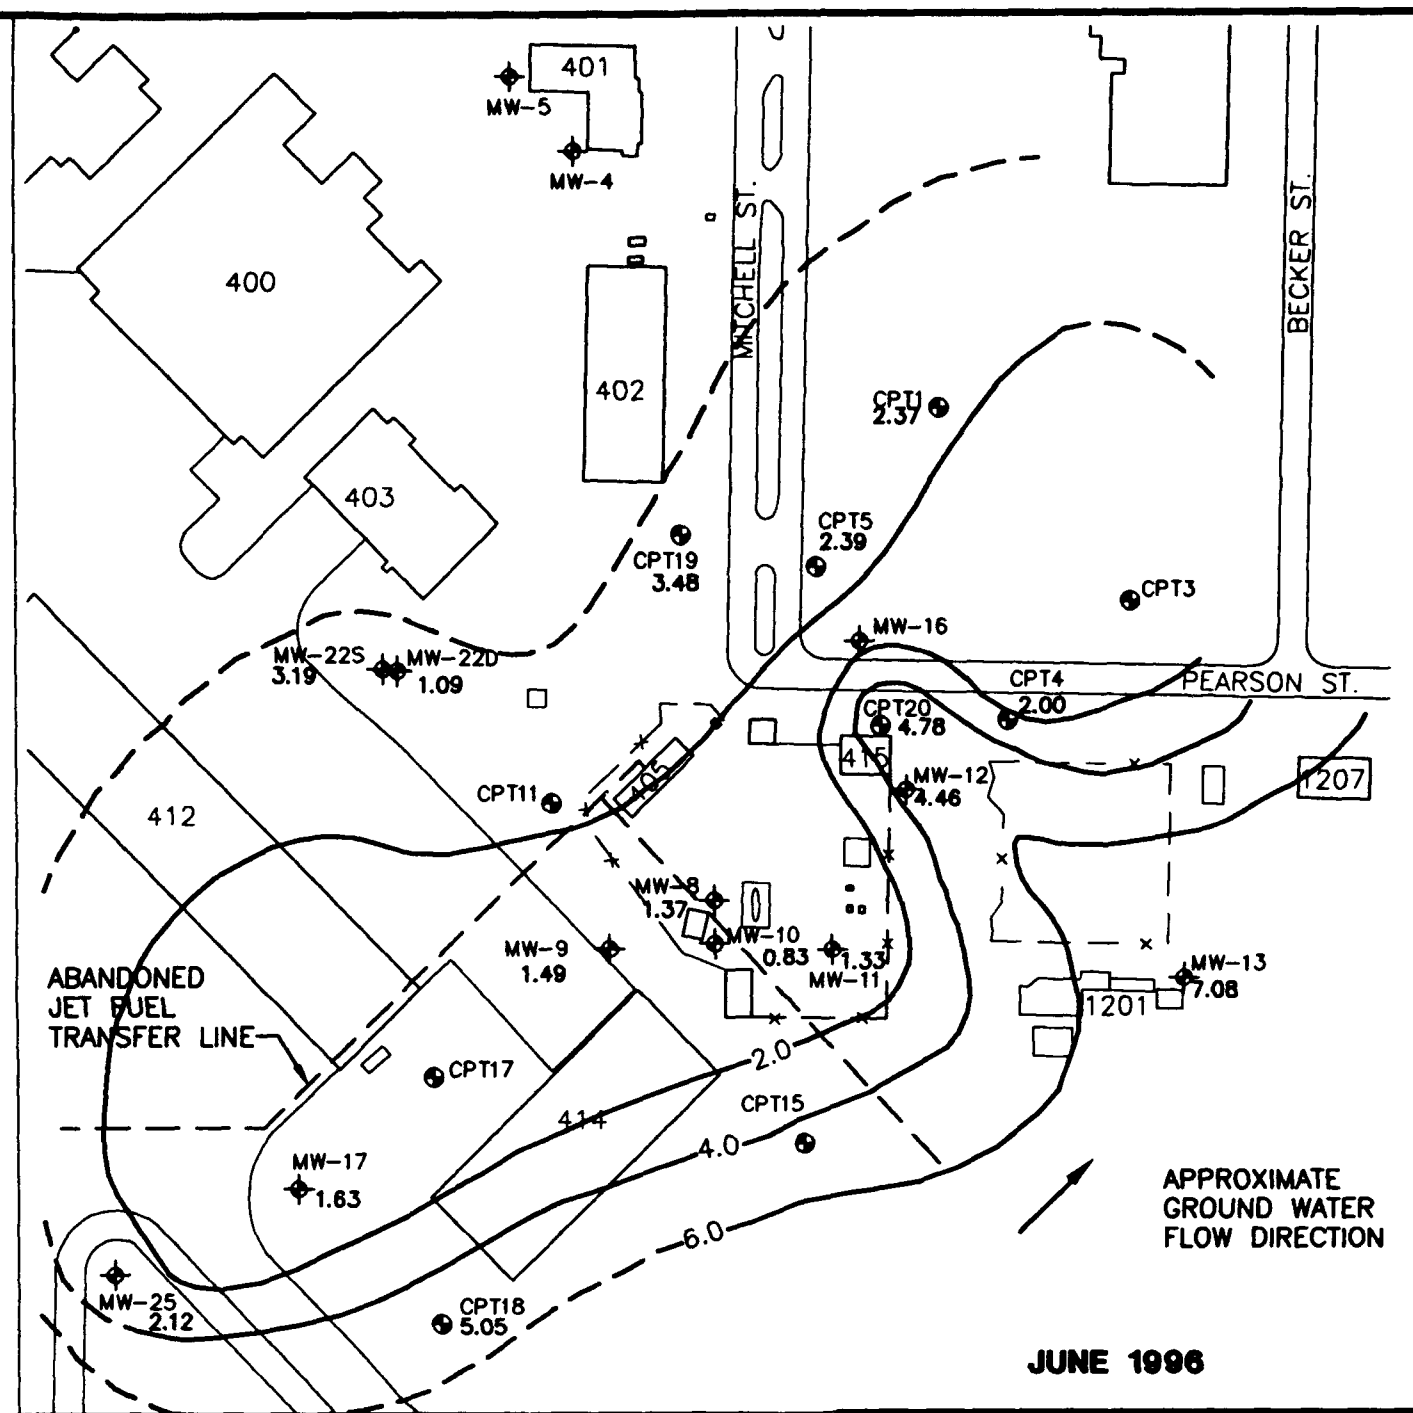 401
MW-5
MW-4
MITCHELL ST.
BECKER ST.
400
402
CPT1
2.37
403
CPT5
2.39
CPT19
3.48
CPT3
MW-16
MW-22S
3.19
MW-22D
1.09
CPT4
2.00
PEARSON ST.
CPT20
4.78
415
405
MW-12
4.46
1207
CPT11
412
MW-8
1.37
MW-10
0.83
MW-9
1.49
1.33
MW-11
MW-13
7.08
ABANDONED
JET FUEL
TRANSFER LINE
1201
2.0
CPT17
CPT15
414
4.0
MW-17
1.63
APPROXIMATE
GROUND WATER
FLOW DIRECTION
6.0
MW-25
2.12
CPT18
5.05
JUNE 1996